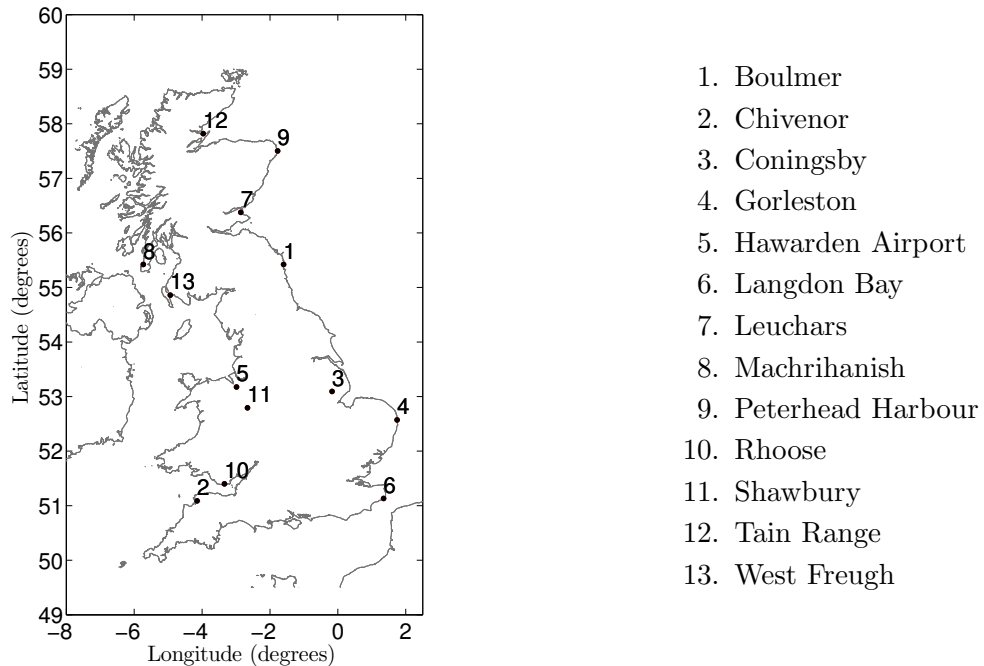 60
59
58
57
56
55
54
53
52
51
50
49
−8
−6
−4
−2
0
2
Latitude (degrees)
Longitude (degrees)
12
9
7
8
1
13
5
3
11
4
10
2
6
1. Boulmer
2. Chivenor
3. Coningsby
4. Gorleston
5. Hawarden Airport
6. Langdon Bay
7. Leuchars
8. Machrihanish
9. Peterhead Harbour
10. Rhoose
11. Shawbury
12. Tain Range
13. West Freugh